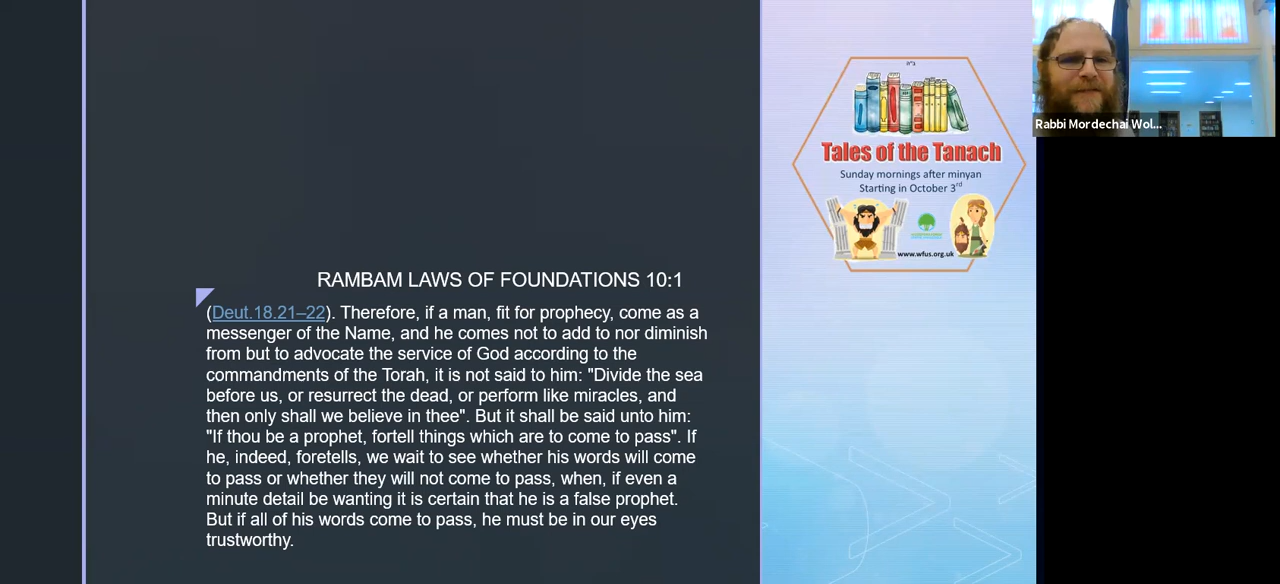 RAMBAM LAWS OF FOUNDATIONS 10:1
(Deut.18.21–22). Therefore, if a man, fit for prophecy, come as a
messenger of the Name, and he comes not to add to nor diminish
from but to advocate the service of God according to the
commandments of the Torah, it is not said to him: "Divide the sea
before us, or resurrect the dead, or perform like miracles, and
then only shall we believe in thee". But it shall be said unto him:
"If thou be a prophet, fortell things which are to come to pass". If
he, indeed, foretells, we wait to see whether his words will come
to pass or whether they will not come to pass, when, if even a
minute detail be wanting it is certain that he is a false prophet.
But if all of his words come to pass, he must be in our eyes
trustworthy.
בס"ד
Tales of the Tanach
Sunday mornings after minyan
Starting in October 3rd
www.wfus.org.uk
Rabbi Mordechai Wol...